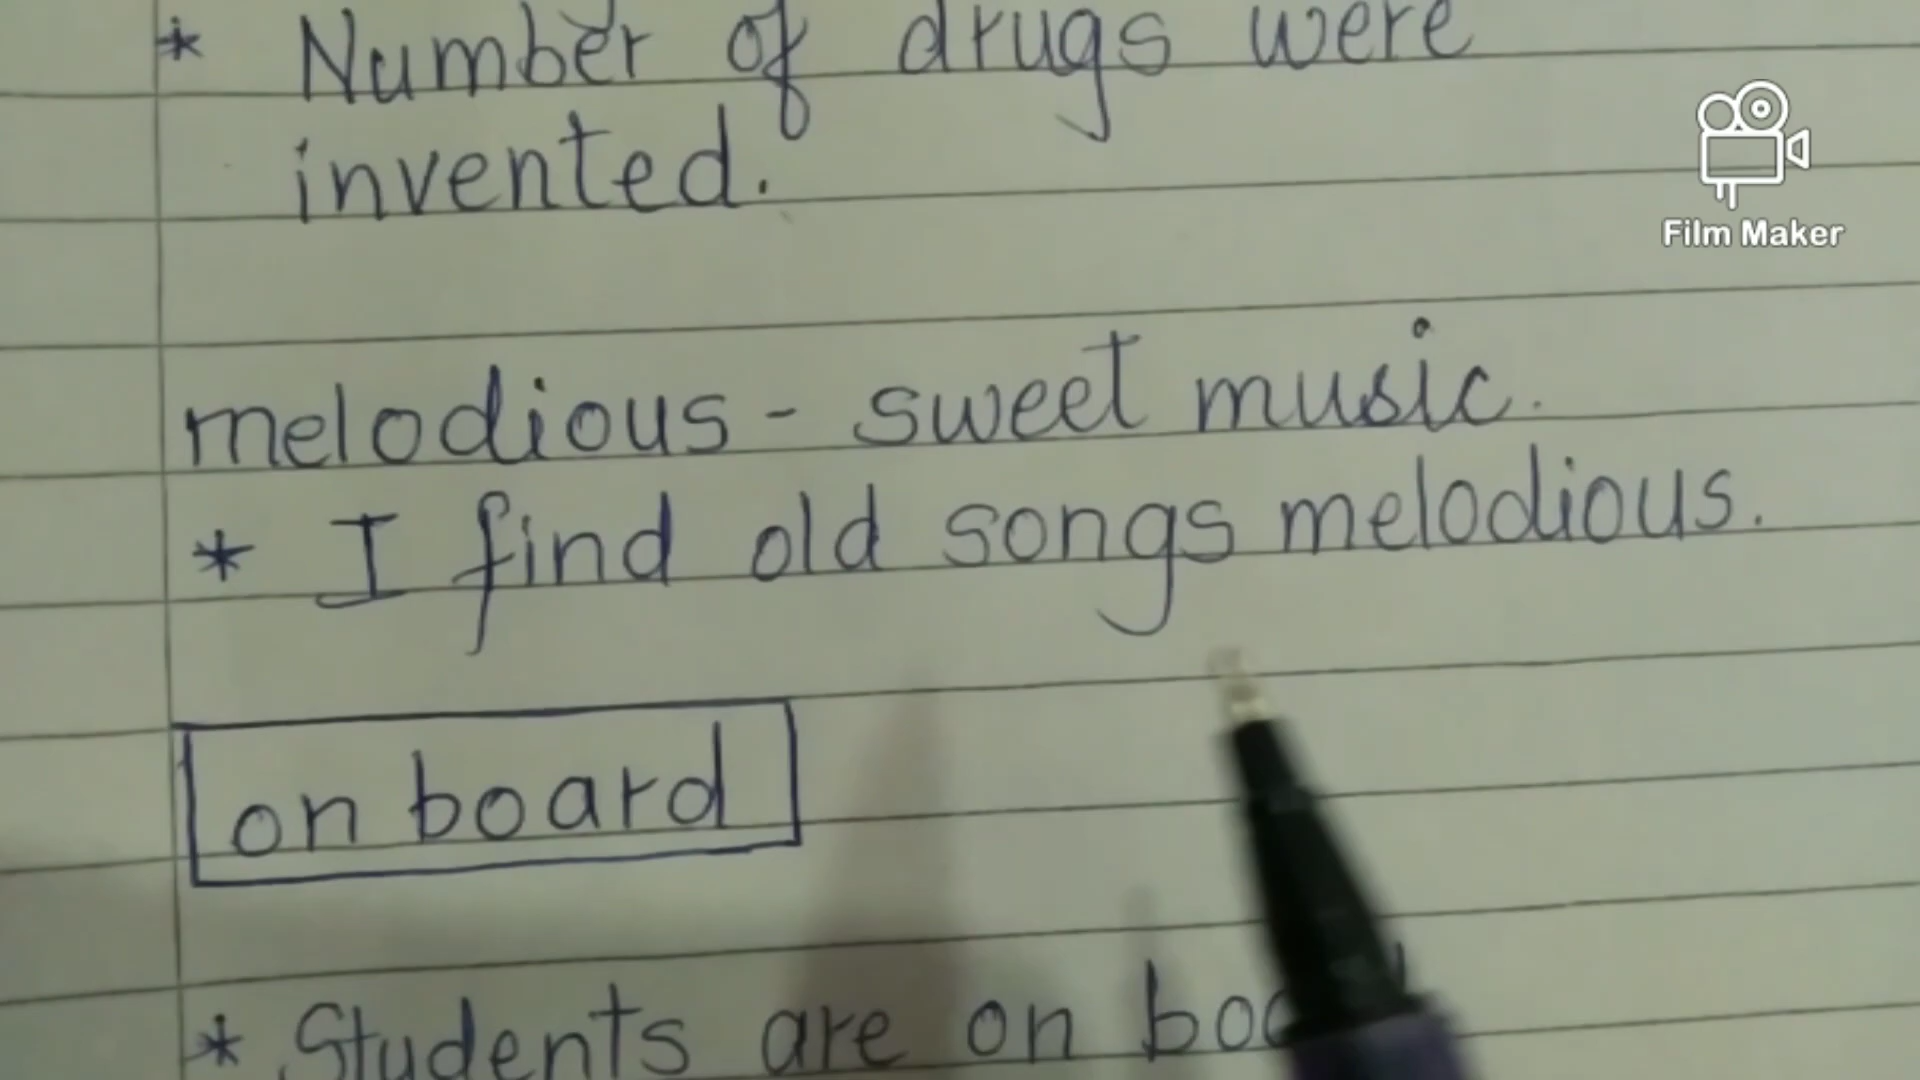 * Number of drugs were
invented.
Film Maker
melodious - sweet music.
* I find old songs melodious.
on board
* Students are on